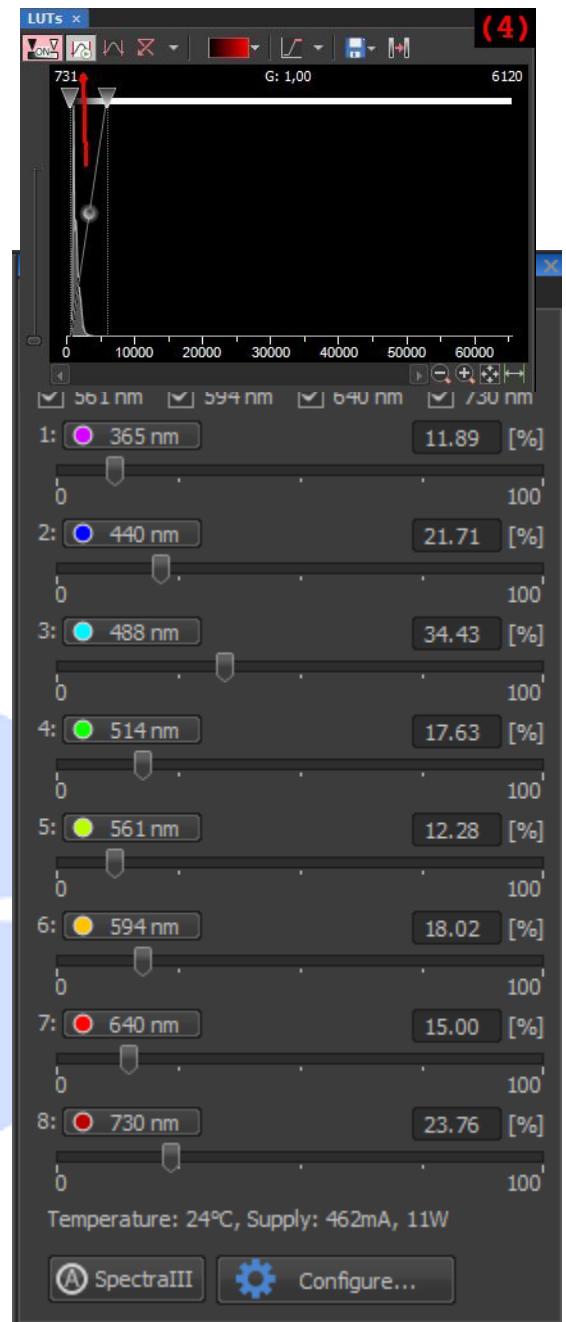 LUTs ×
(4)
ON
731 G: 1,00 6120
0 10000 20000 30000 40000 50000 60000
561 nm 594 nm 640 nm 730 nm
1: 365 nm 11.89 [%]
0 100
2: 440 nm 21.71 [%]
0 100
3: 488 nm 34.43 [%]
0 100
4: 514 nm 17.63 [%]
0 100
5: 561 nm 12.28 [%]
0 100
6: 594 nm 18.02 [%]
0 100
7: 640 nm 15.00 [%]
0 100
8: 730 nm 23.76 [%]
0 100
Temperature: 24°C, Supply: 462mA, 11W
A SpectraIII Configure...